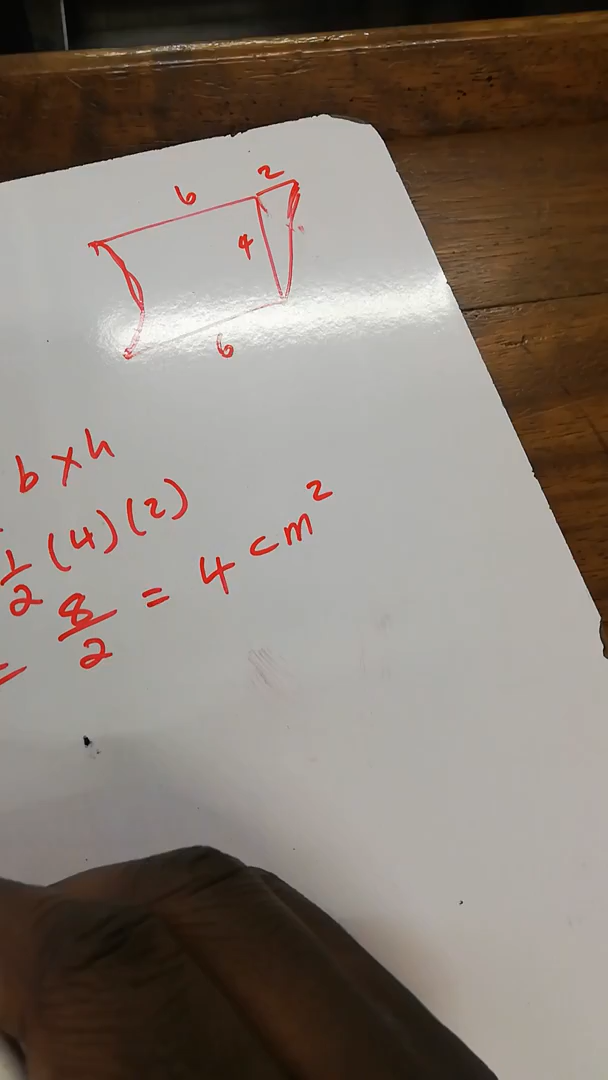 6 2
4
6
b x h
1/2 (4)(2)
= 8/2 = 4 cm²